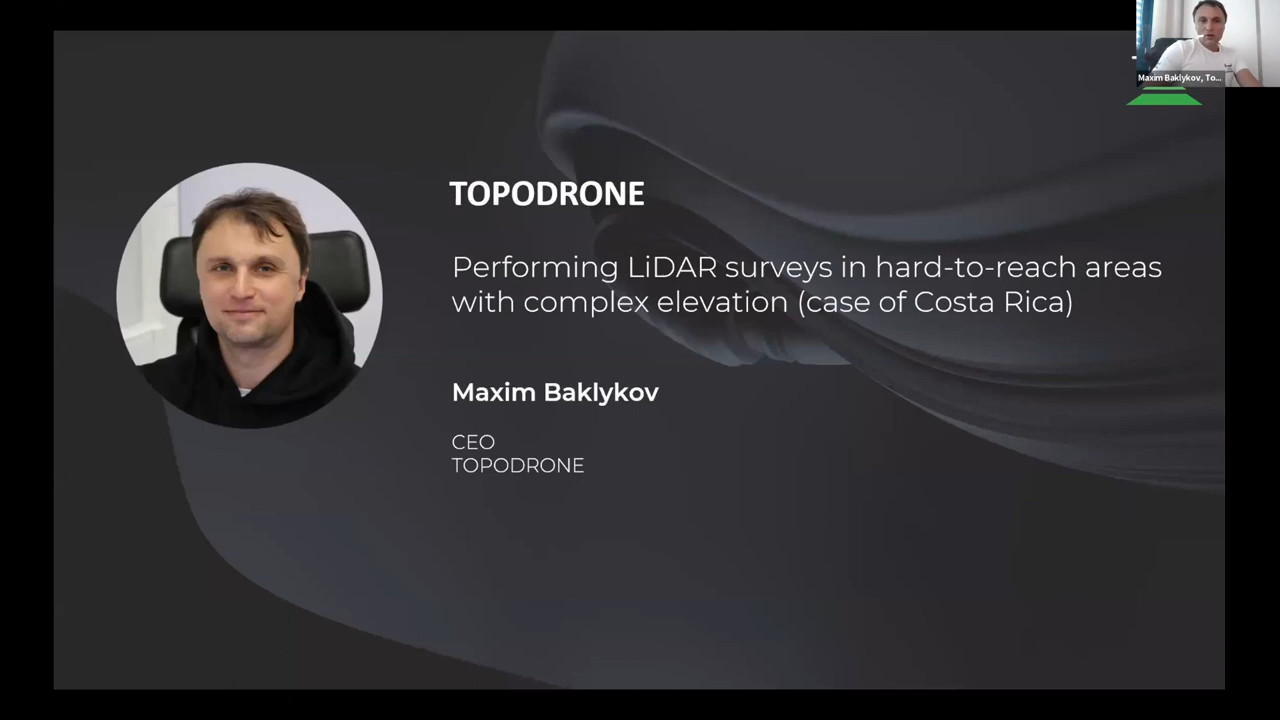 Maxim Baklykov, To...
TOPODRONE
Performing LiDAR surveys in hard-to-reach areas
with complex elevation (case of Costa Rica)
Maxim Baklykov
CEO
TOPODRONE